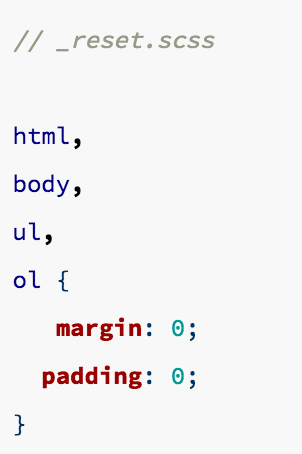 // _reset.scss
html,
body,
ul,
ol {
margin: 0;
padding: 0;
}